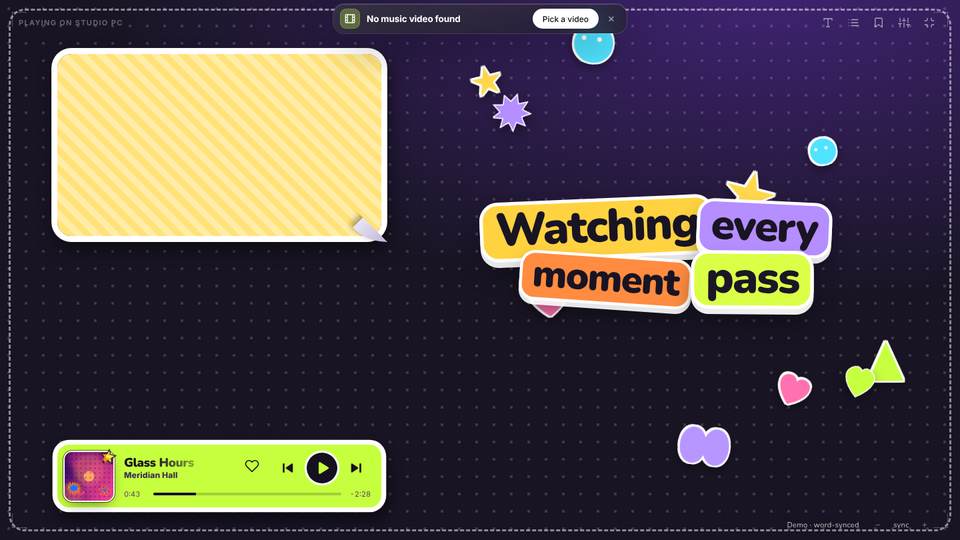 PLAYING ON STUDIO PC
No music video found
Pick a video
Watching every
moment pass
Glass Hours
Meridian Hall
0:43
-2:28
Demo · word-synced
− sync +